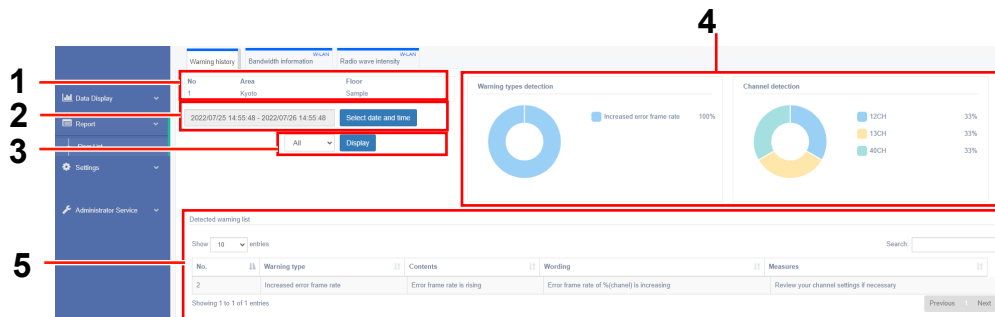 4
W-LAN W-LAN
Warning history Bandwidth information Radio wave intensity
1
No Area Floor
1 Kyoto Sample
Warning types detection
Increased error frame rate 100%
Channel detection
12CH 33%
13CH 33%
40CH 33%
Data Display
2
2022/07/25 14:55:48 - 2022/07/26 14:55:48 Select date and time
Report
3
All Display
Settings
Administrator Service
5
Detected warning list
Show 10 entries
Search:
No. Warning type Contents Wording Measures
2 Increased error frame rate Error frame rate is rising Error frame rate of %(chanel) is increasing Review your channel settings if necessary
Showing 1 to 1 of 1 entries
Previous 1 Next